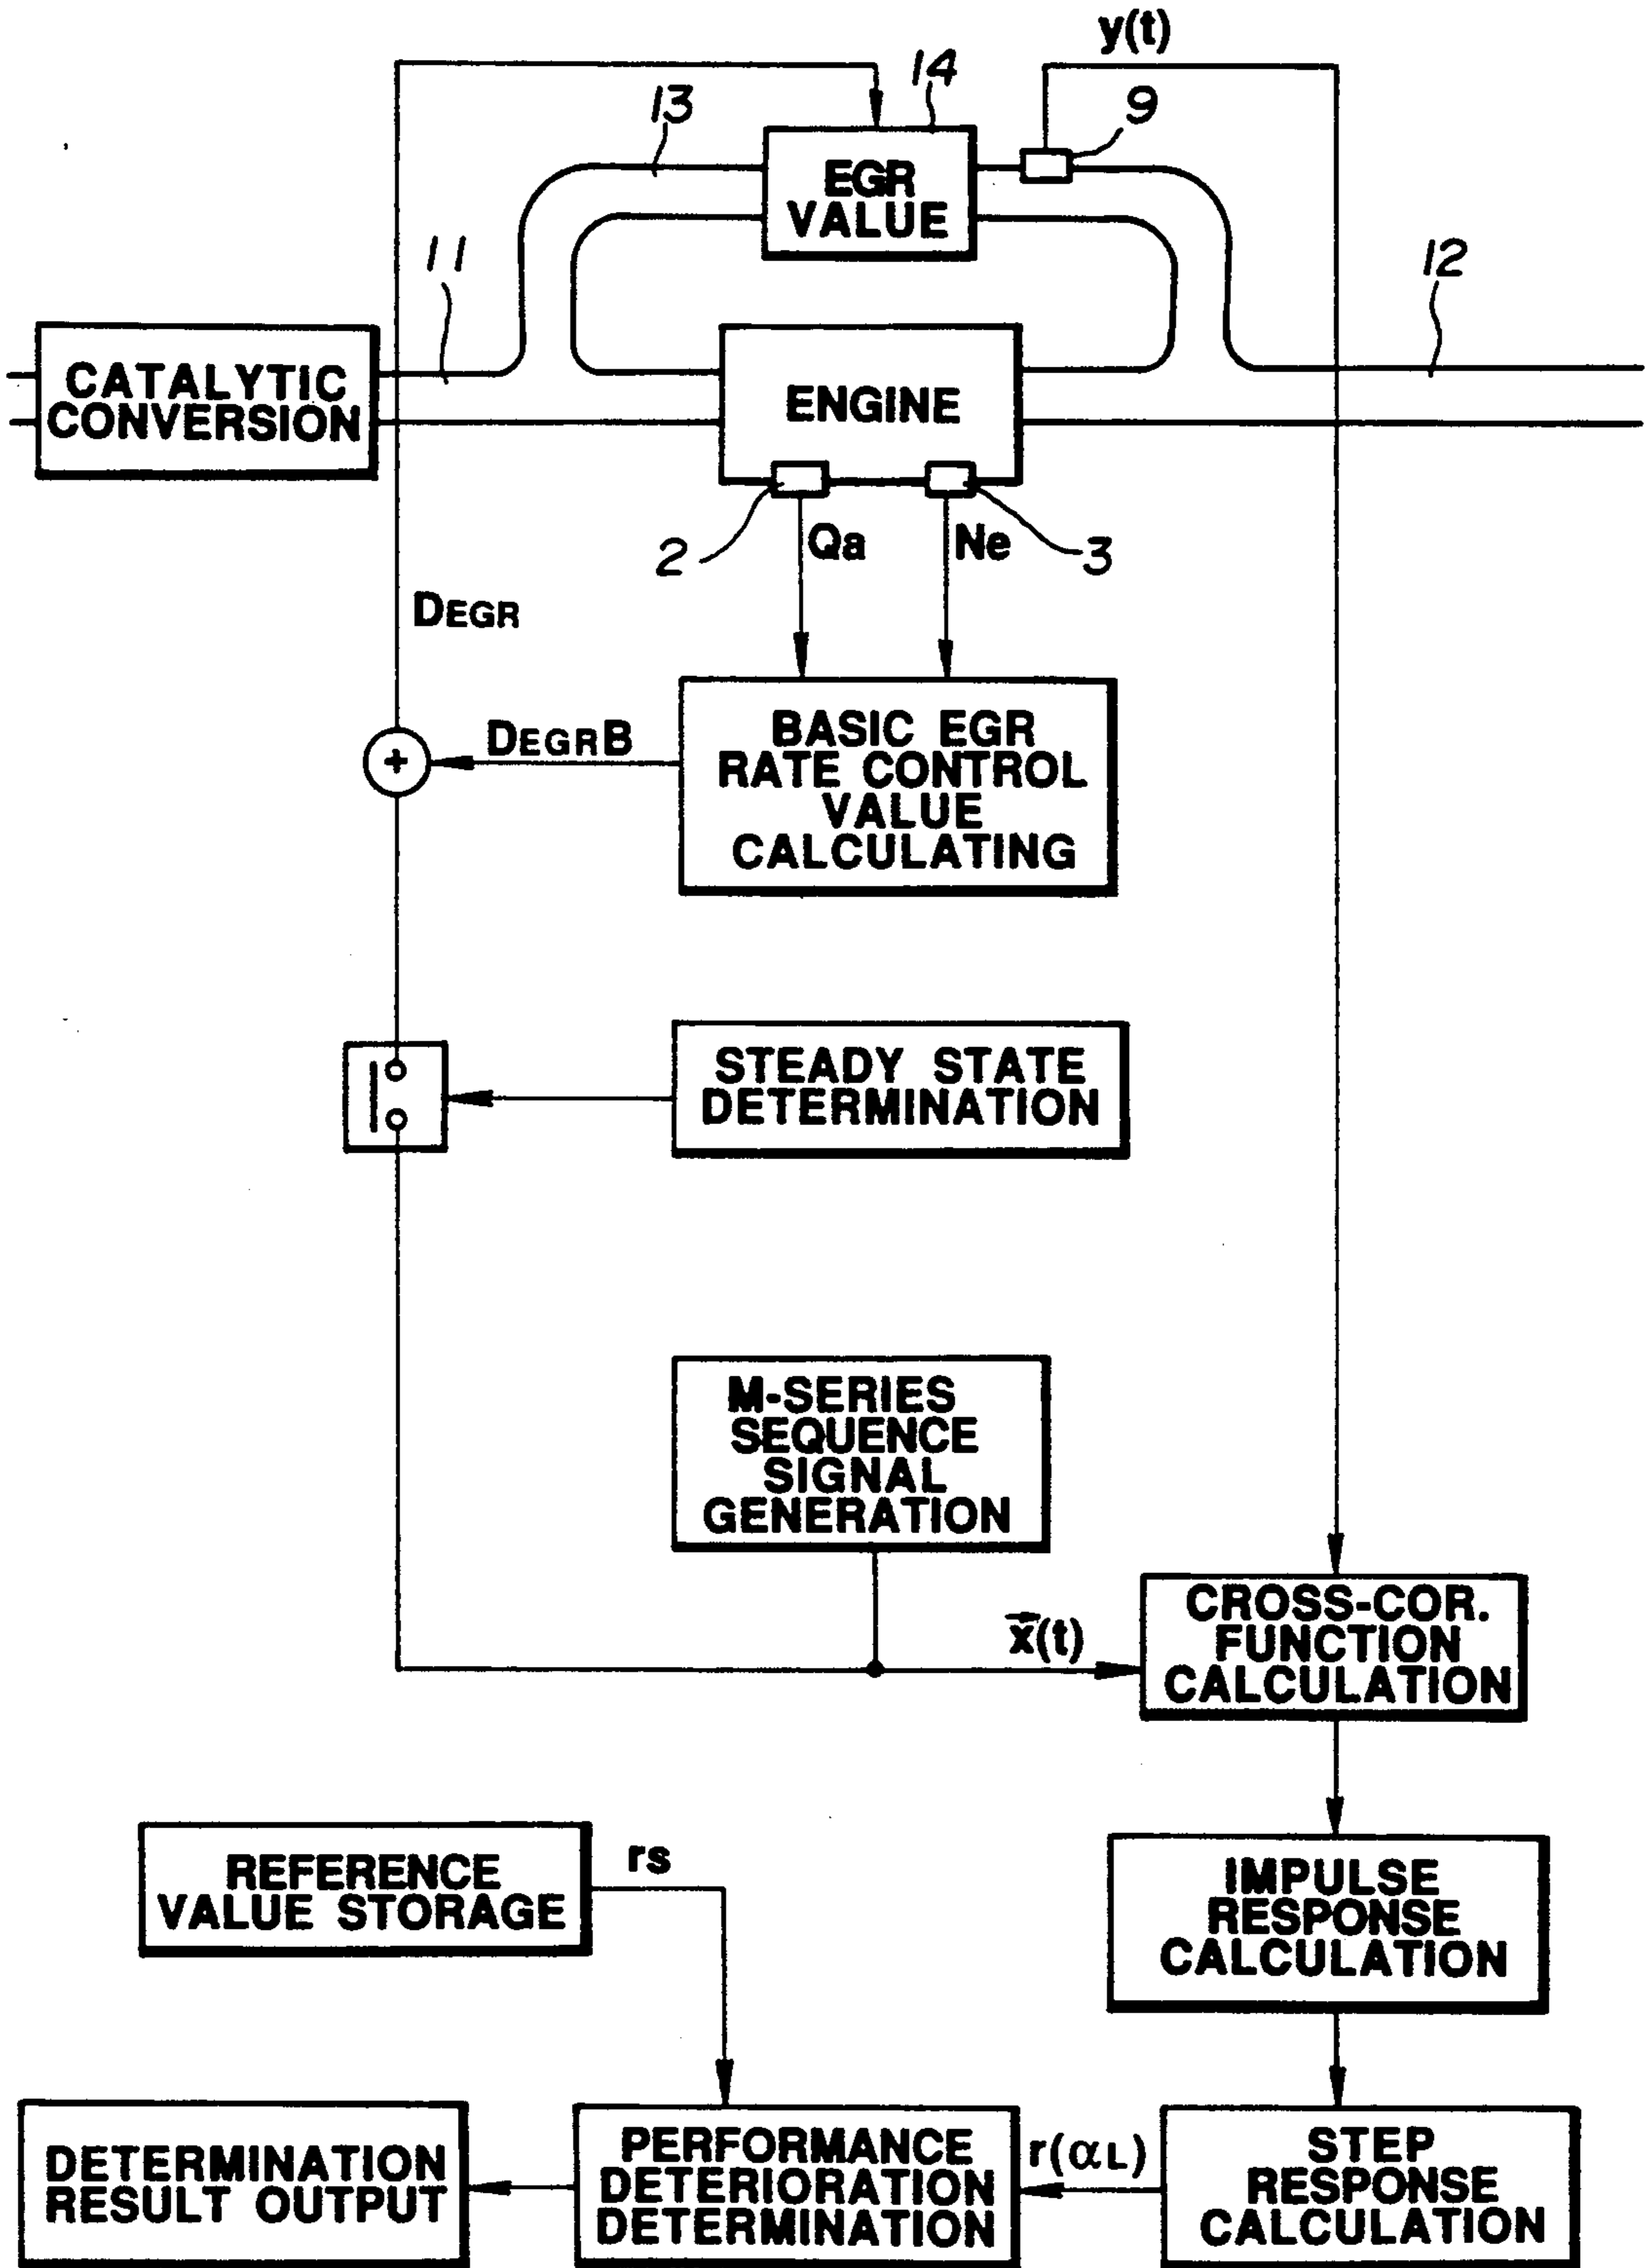 y(t)
14
13
9
EGR
VALUE
11
12
CATALYTIC
CONVERSION
ENGINE
2
Qa
Ne
3
DEGR
DEGRB
BASIC EGR
RATE CONTROL
VALUE
CALCULATING
+
STEADY STATE
DETERMINATION
M-SERIES
SEQUENCE
SIGNAL
GENERATION
x⃗(t)
CROSS-COR.
FUNCTION
CALCULATION
REFERENCE
VALUE STORAGE
rs
IMPULSE
RESPONSE
CALCULATION
DETERMINATION
RESULT OUTPUT
PERFORMANCE
DETERIORATION
DETERMINATION
r(αL)
STEP
RESPONSE
CALCULATION